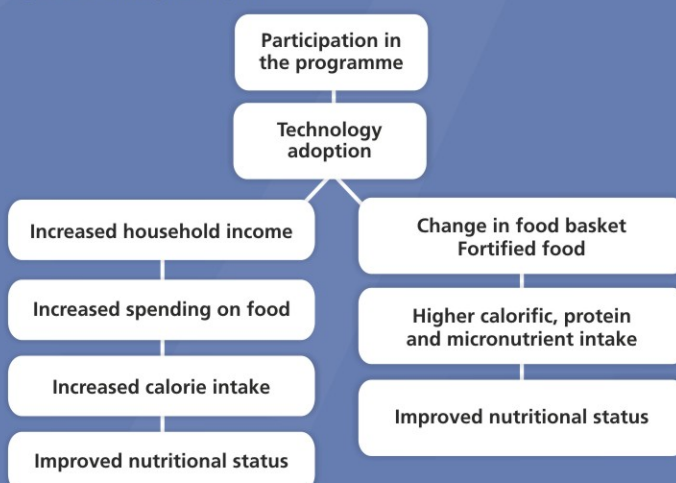 Participation in
the programme
Technology
adoption
Increased household income
Increased spending on food
Increased calorie intake
Improved nutritional status
Change in food basket
Fortified food
Higher calorific, protein
and micronutrient intake
Improved nutritional status